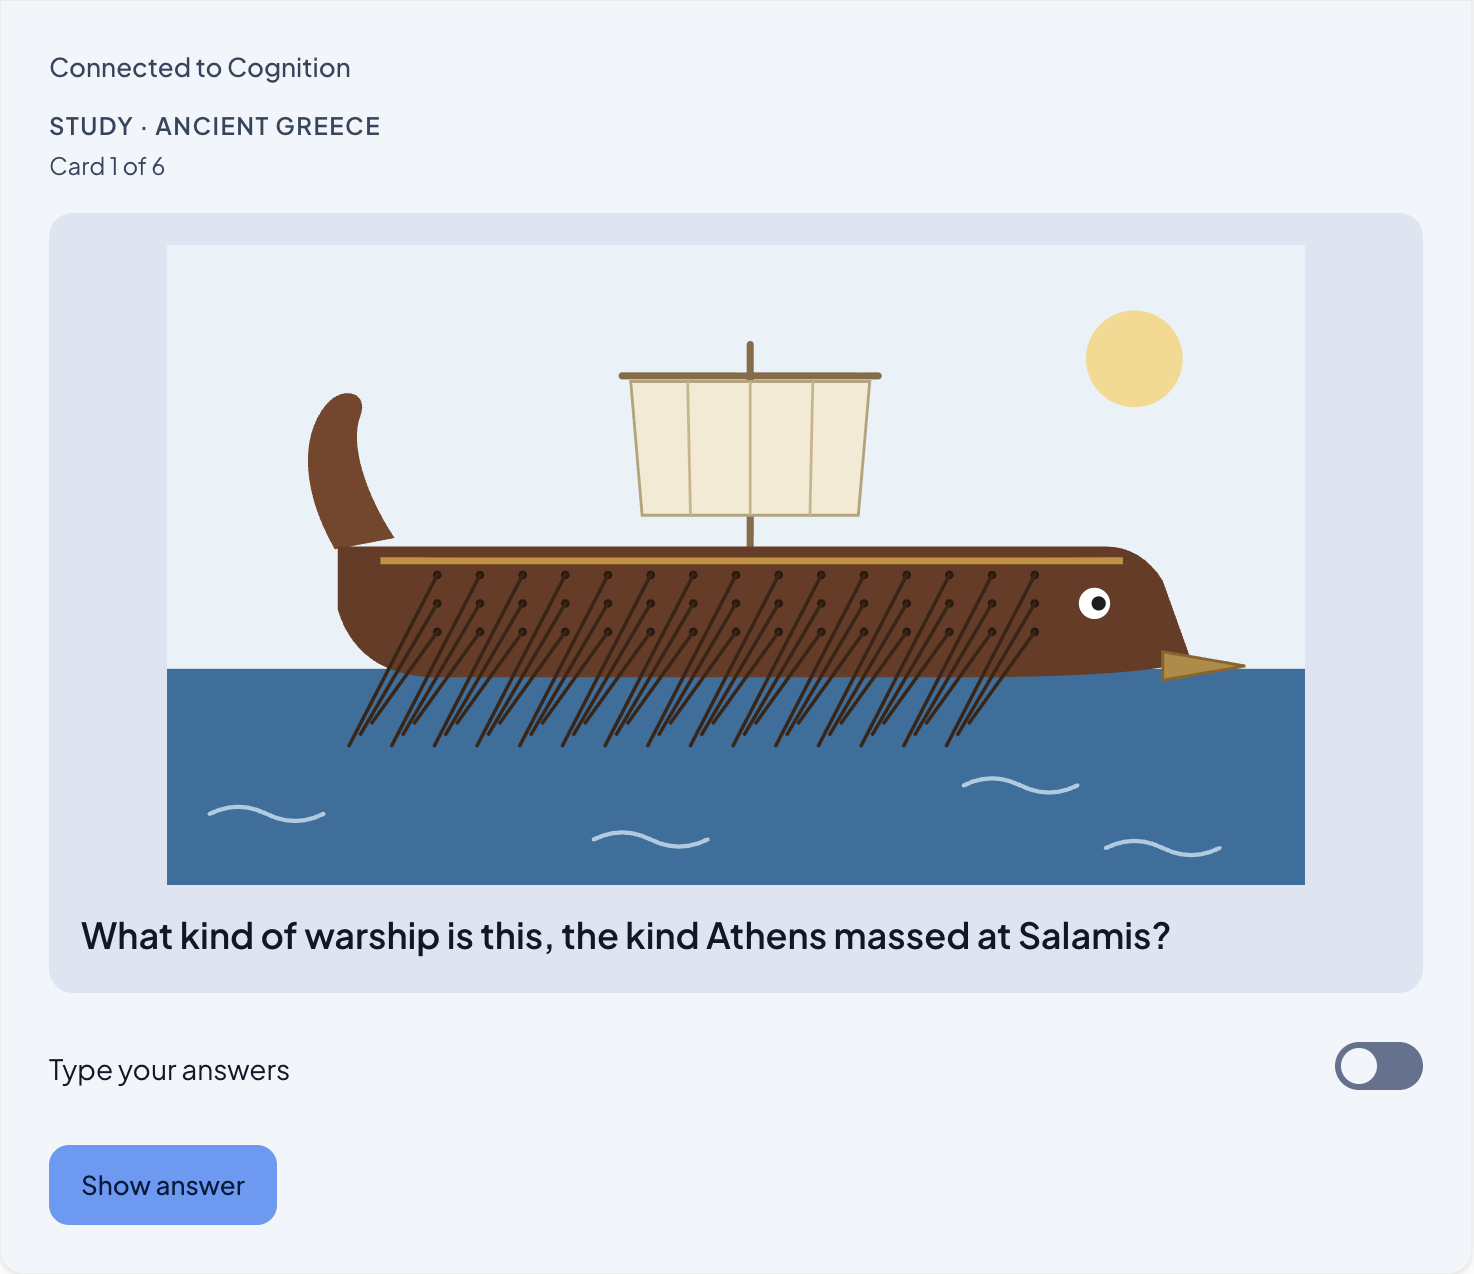 Connected to Cognition
STUDY · ANCIENT GREECE
Card 1 of 6
What kind of warship is this, the kind Athens massed at Salamis?
Type your answers
Show answer